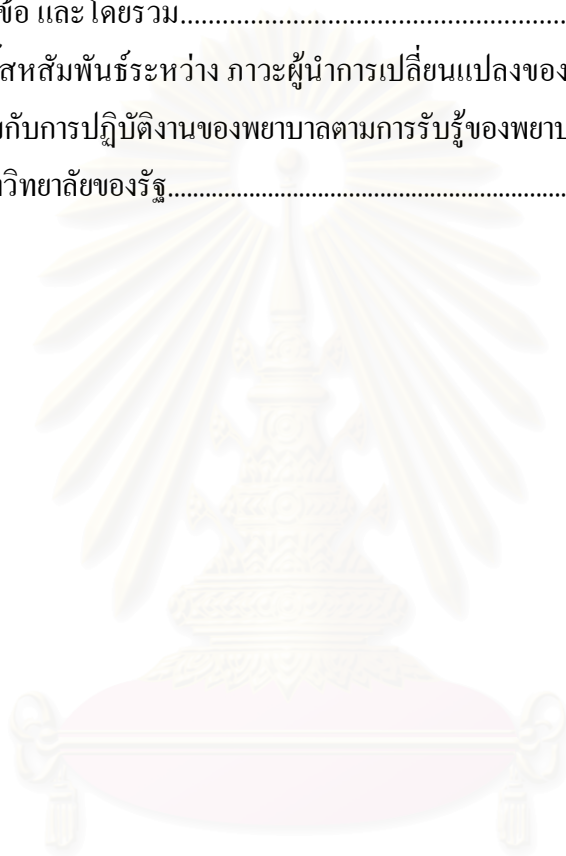 ข้อ และโดยรวม.................................................................
สหสัมพันธ์ระหว่าง ภาวะผู้นำการเปลี่ยนแปลงของ
กับการปฏิบัติงานของพยาบาลตามการรับรู้ของพยาบ
วิทยาลัยของรัฐ....................................................................